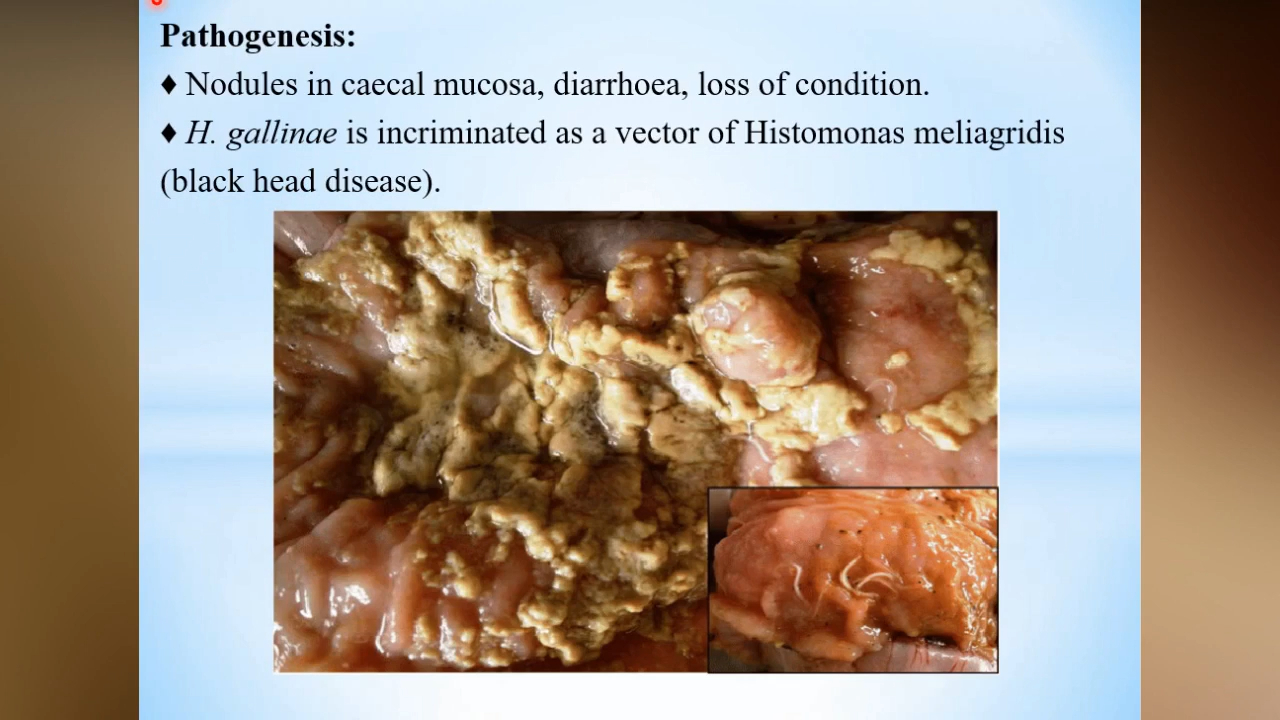 Pathogenesis:
♦ Nodules in caecal mucosa, diarrhoea, loss of condition.
♦ H. gallinae is incriminated as a vector of Histomonas meliagridis
(black head disease).